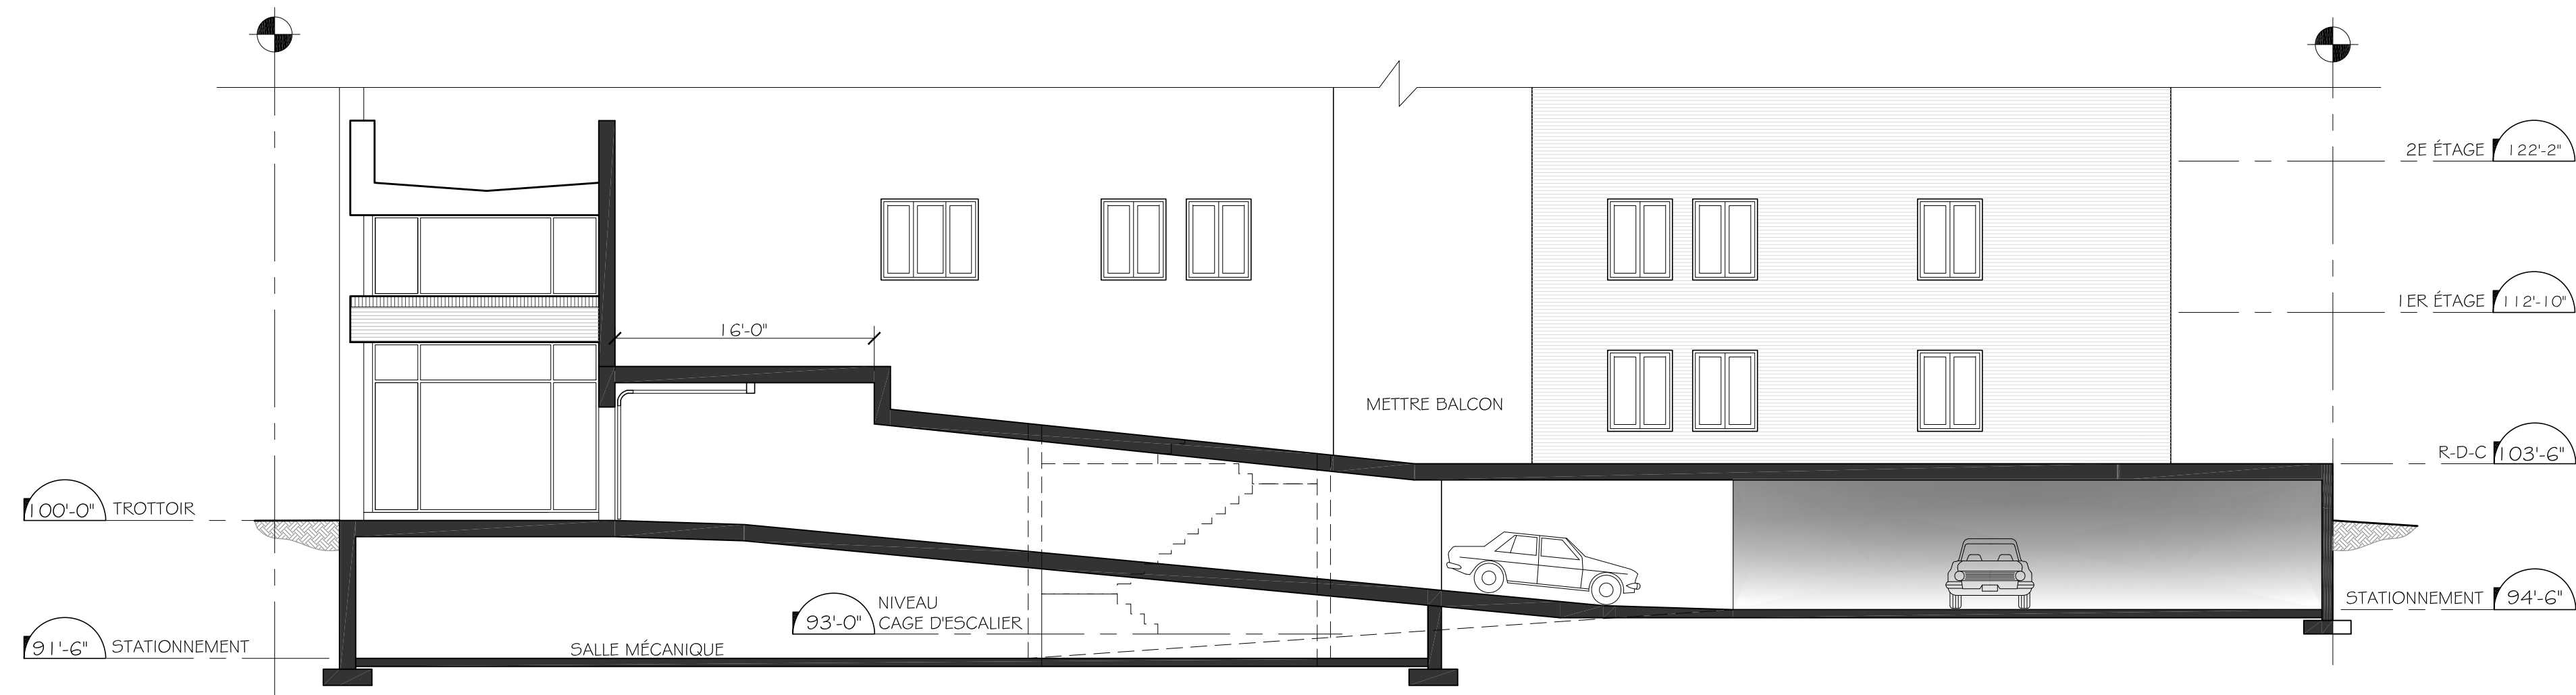 2E ÉTAGE 122'-2"
1ER ÉTAGE 112'-10"
16'-0"
METTRE BALCON
R-D-C 103'-6"
100'-0" TROTTOIR
STATIONNEMENT 94'-6"
93'-0" NIVEAU
CAGE D'ESCALIER
91'-6" STATIONNEMENT
SALLE MÉCANIQUE